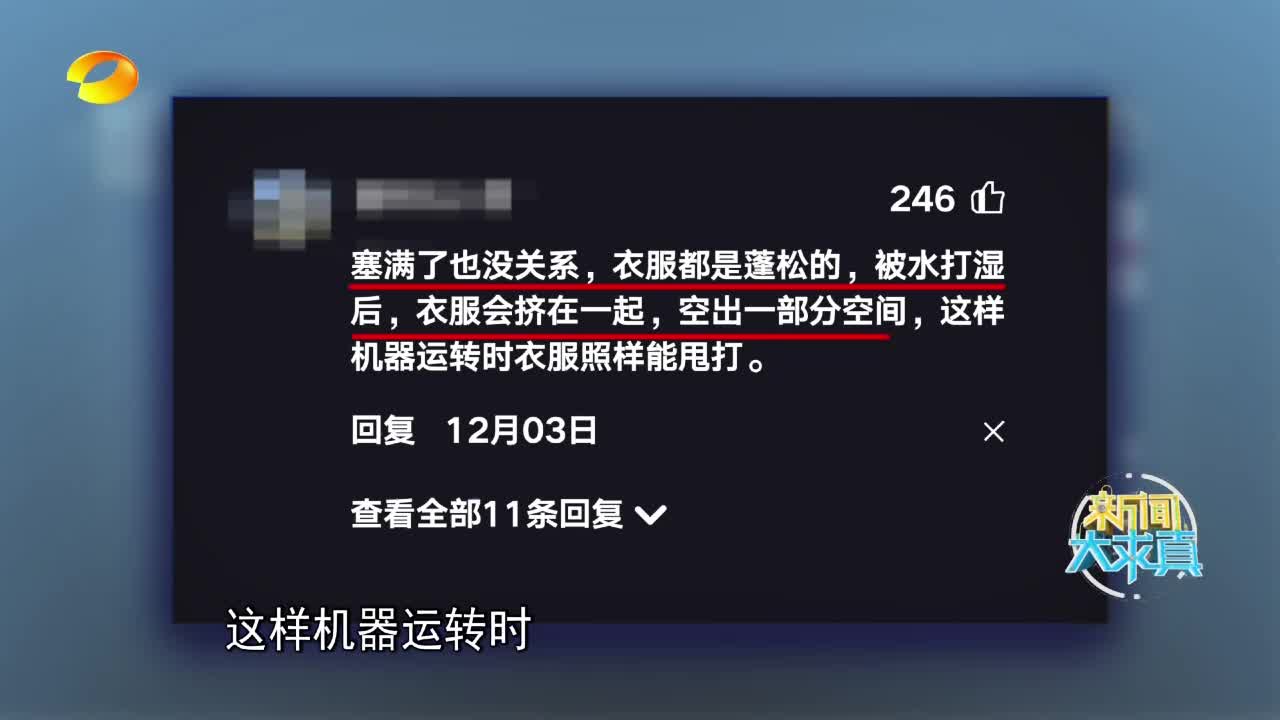 246
塞满了也没关系，衣服都是蓬松的，被水打湿
后，衣服会挤在一起，空出一部分空间，这样
机器运转时衣服照样能甩打。
回复 12月03日
查看全部11条回复
新闻
大求真
这样机器运转时